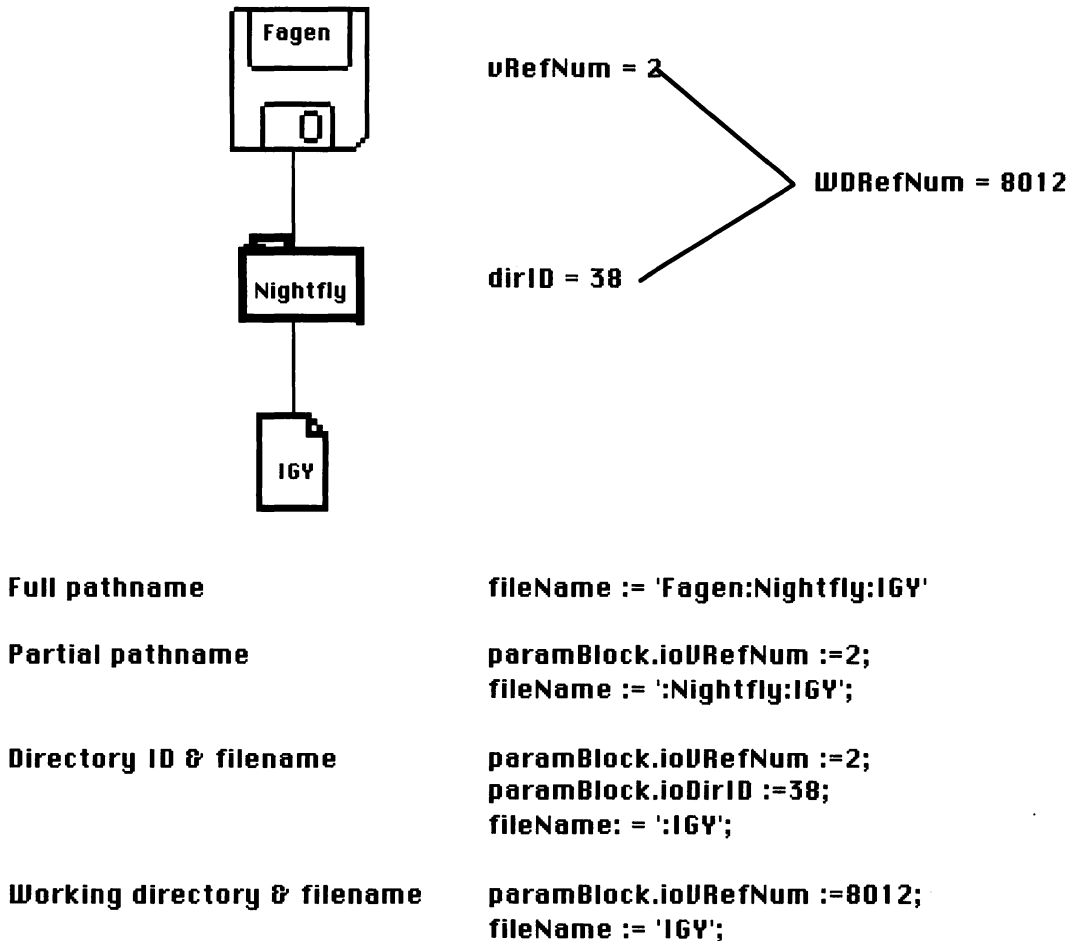 Fagen
vRefNum = 2
WDRefNum = 8012
dirID = 38
Nightfly
IGY
Full pathname
fileName := 'Fagen:Nightfly:IGY'
Partial pathname
paramBlock.ioVRefNum :=2;
fileName := ':Nightfly:IGY';
Directory ID & filename
paramBlock.ioVRefNum :=2;
paramBlock.ioDirID :=38;
fileName: = ':IGY';
Working directory & filename
paramBlock.ioVRefNum :=8012;
fileName := 'IGY';